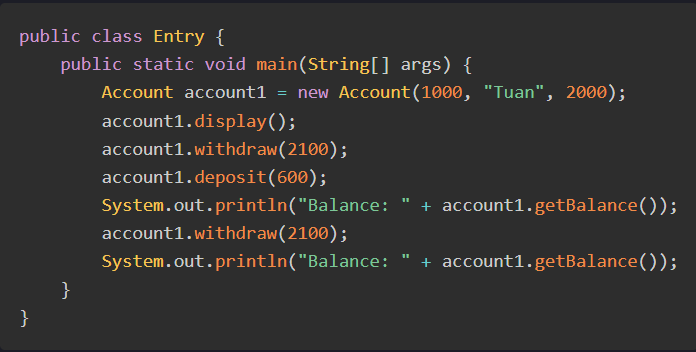 public class Entry {
    public static void main(String[] args) {
        Account account1 = new Account(1000, "Tuan", 2000);
        account1.display();
        account1.withdraw(2100);
        account1.deposit(600);
        System.out.println("Balance: " + account1.getBalance());
        account1.withdraw(2100);
        System.out.println("Balance: " + account1.getBalance());
    }
}